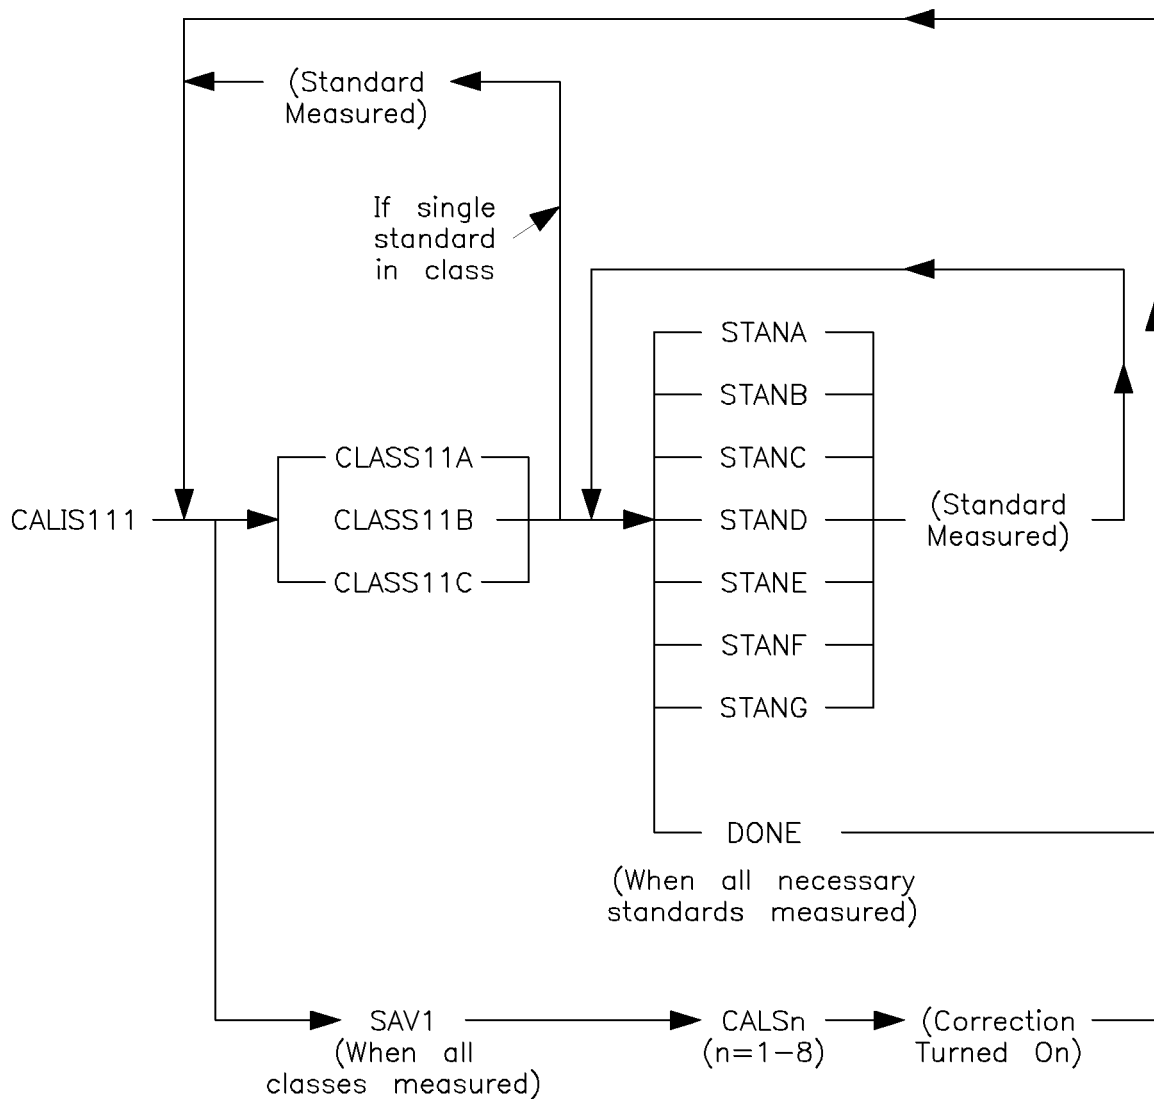 (Standard
Measured)
If single
standard
in class
STANA
STANB
CLASS11A
STANC
CALIS111
CLASS11B
STAND
(Standard
Measured)
CLASS11C
STANE
STANF
STANG
DONE
(When all necessary
standards measured)
SAV1
(When all
classes measured)
CALSn
(n=1-8)
(Correction
Turned On)